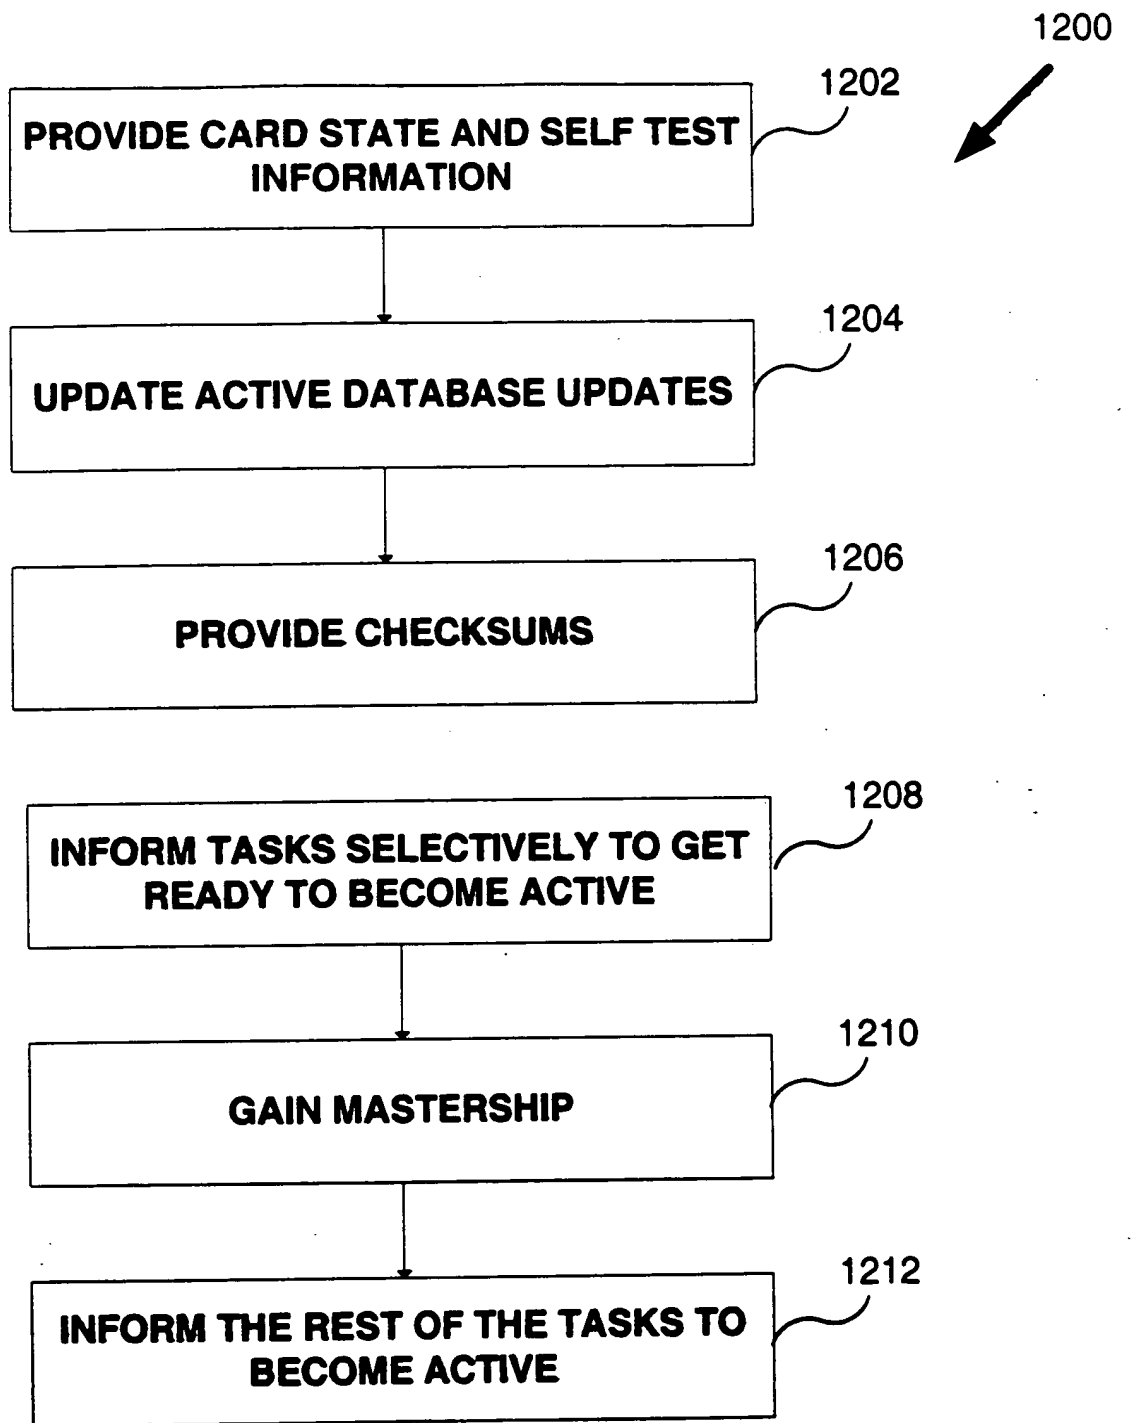 1200
1202
PROVIDE CARD STATE AND SELF TEST
INFORMATION
1204
UPDATE ACTIVE DATABASE UPDATES
1206
PROVIDE CHECKSUMS
1208
INFORM TASKS SELECTIVELY TO GET
READY TO BECOME ACTIVE
1210
GAIN MASTERSHIP
1212
INFORM THE REST OF THE TASKS TO
BECOME ACTIVE